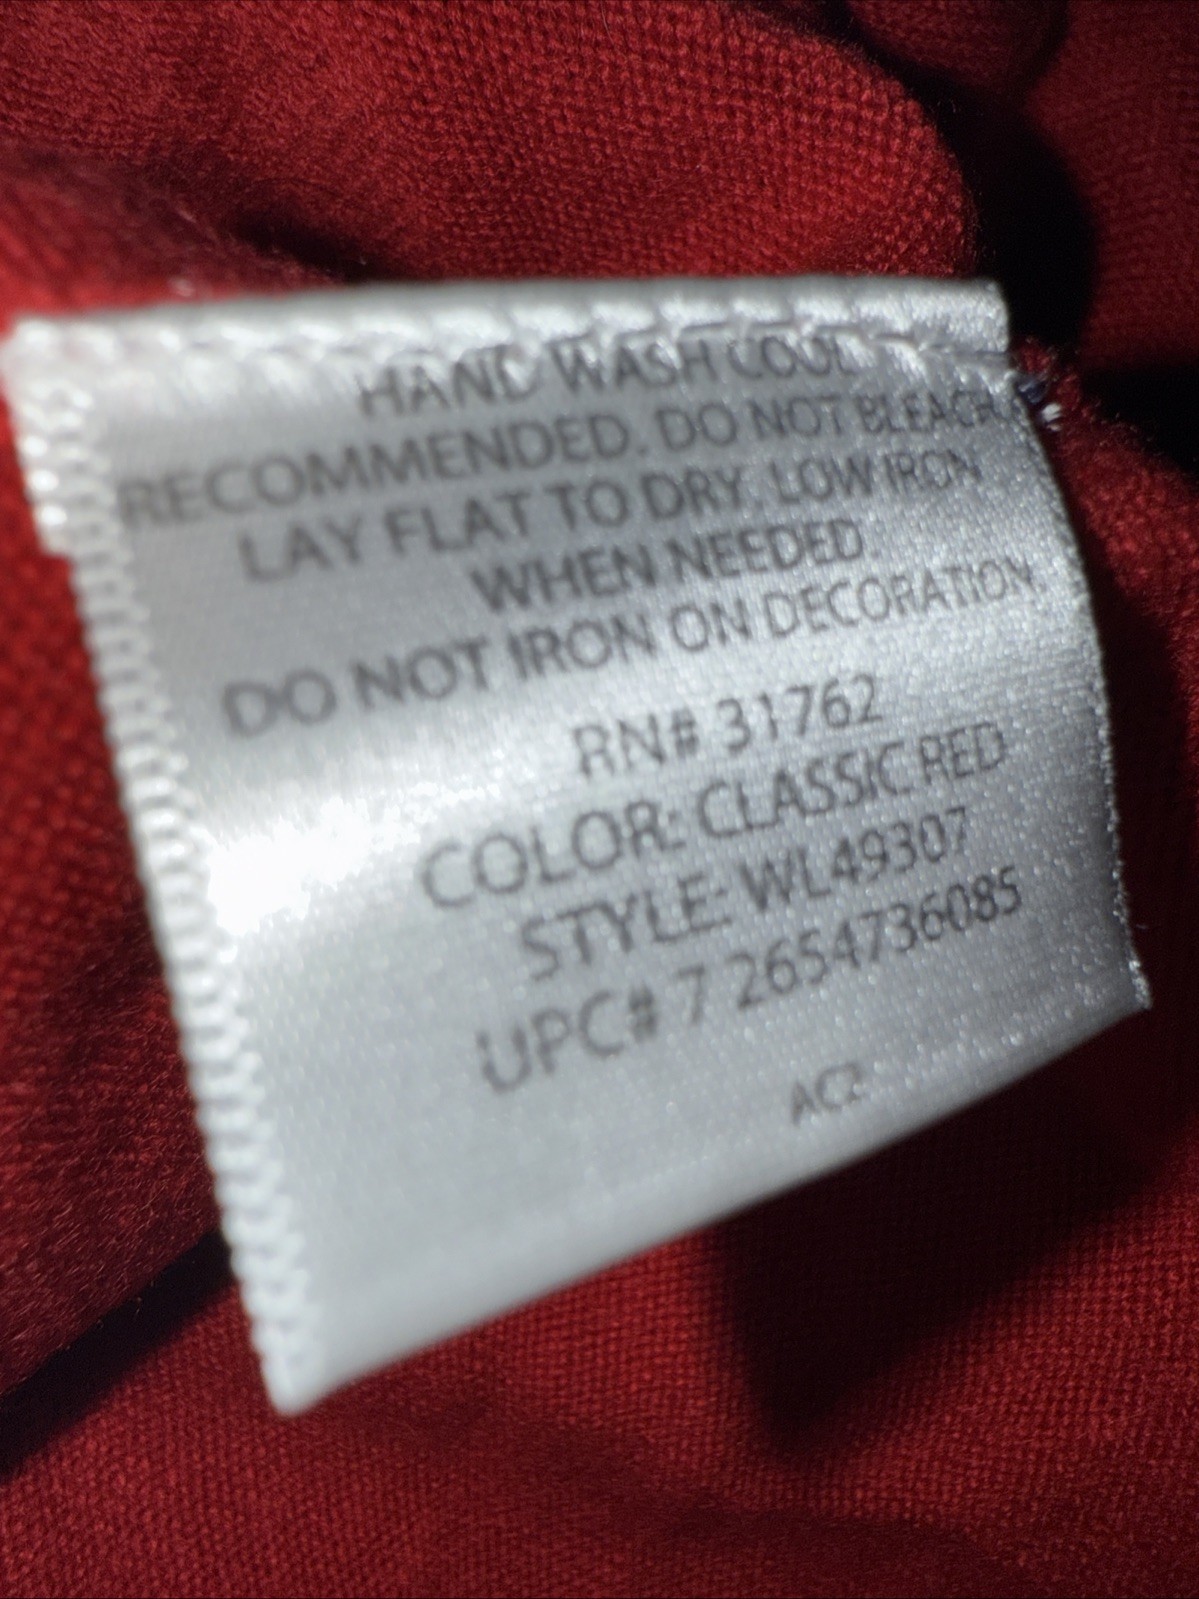 HAND WASH COOL
RECOMMENDED. DO NOT BLEACH.
LAY FLAT TO DRY. LOW IRON
WHEN NEEDED.
DO NOT IRON ON DECORATION
RN# 31762
COLOR: CLASSIC RED
STYLE: WL49307
UPC# 7 2654736085
AC2